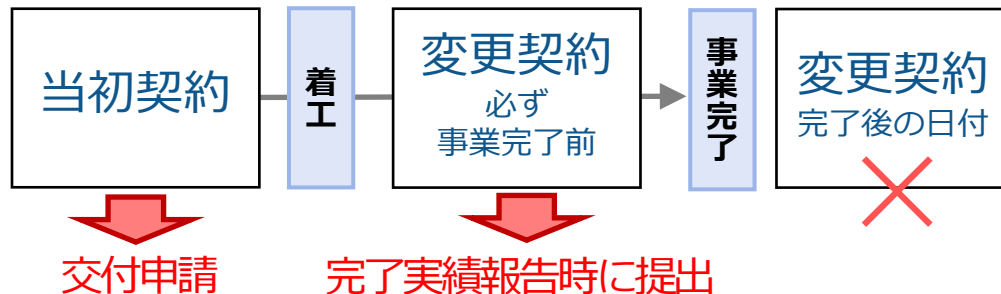 当初契約
着工
変更契約
必ず
事業完了前
事業完了
変更契約
完了後の日付
交付申請
完了実績報告時に提出